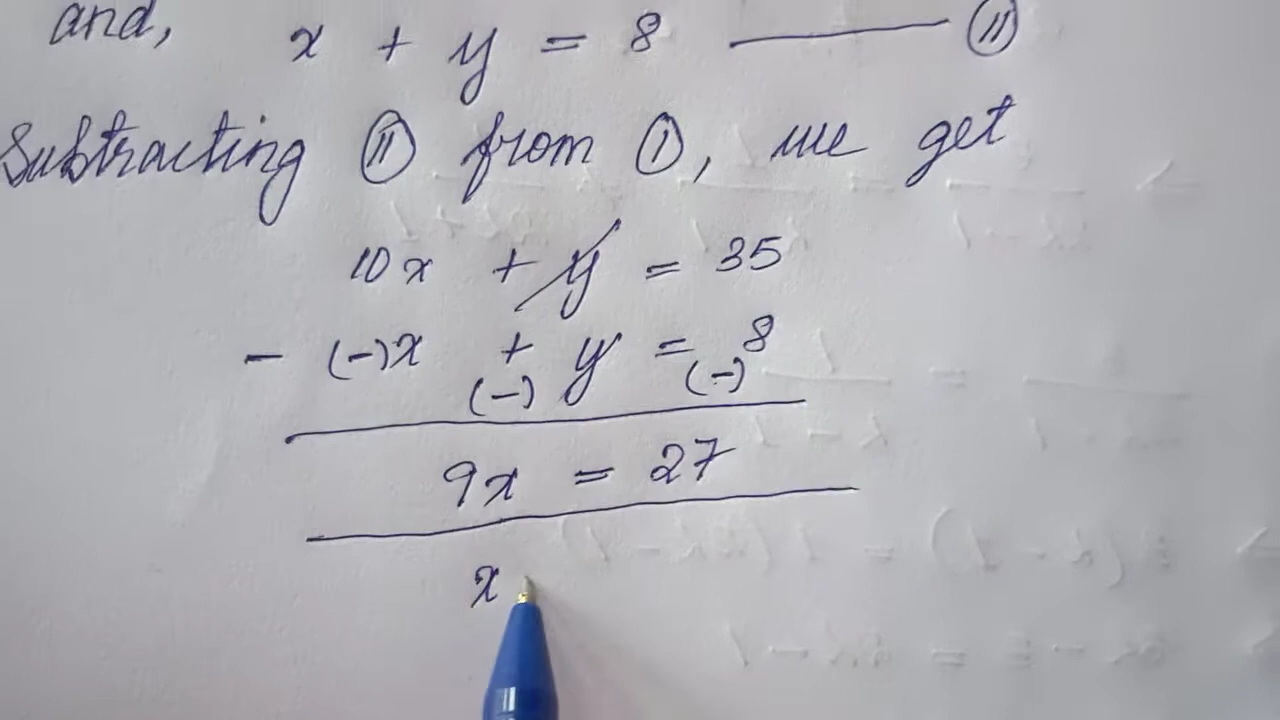 and, x + y = 8 —— (II)
Subtracting (II) from (I), we get
10x + y = 35
- (-)x + y = 8
(-) (-)
9x = 27
x